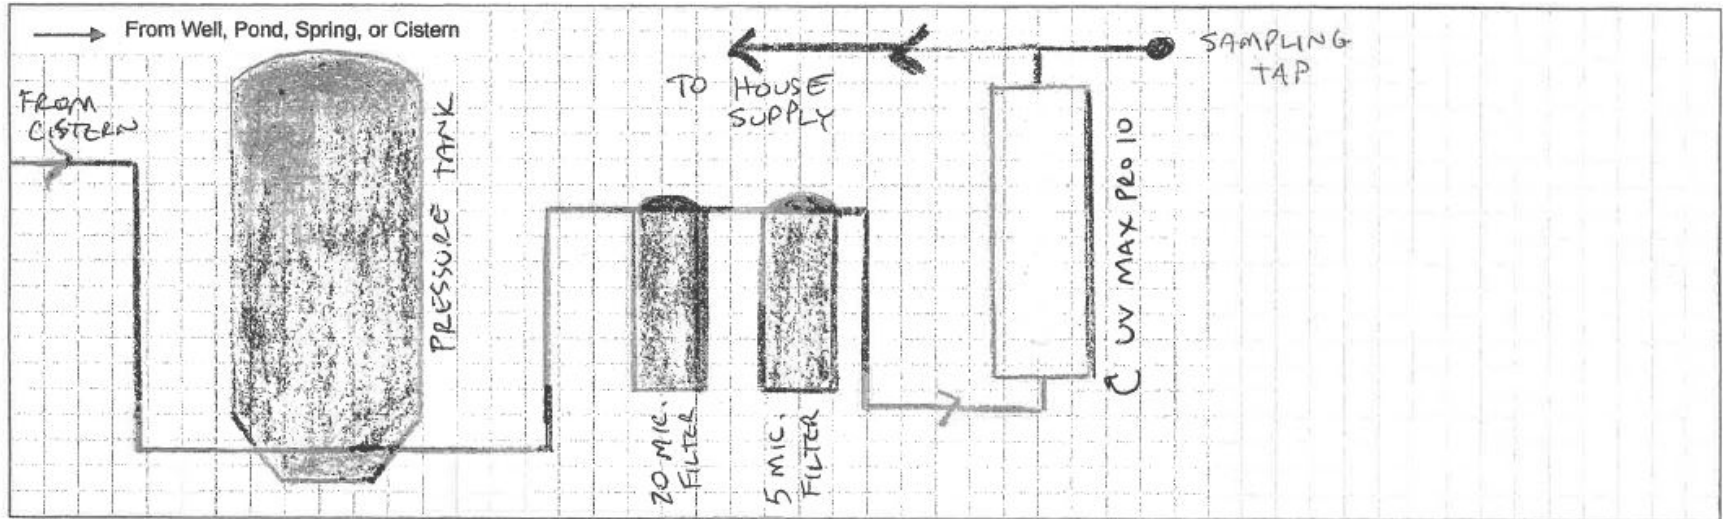 From Well, Pond, Spring, or Cistern
FROM
CISTERN
PRESSURE TANK
TO HOUSE
SUPPLY
SAMPLING
TAP
20 MIC.
FILTER
5 MIC.
FILTER
UV MAX PRO 10